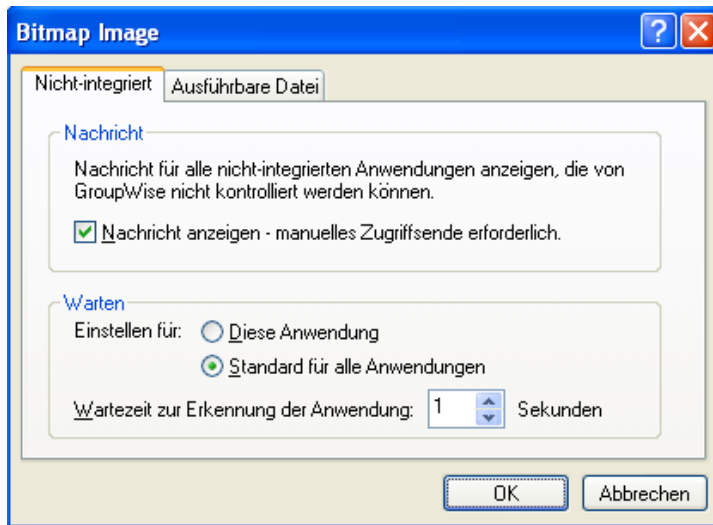 Bitmap Image
Nicht-integriert Ausführbare Datei
Nachricht
Nachricht für alle nicht-integrierten Anwendungen anzeigen, die von
GroupWise nicht kontrolliert werden können.
Nachricht anzeigen - manuelles Zugriffsende erforderlich.
Warten
Einstellen für: Diese Anwendung
Standard für alle Anwendungen
Wartezeit zur Erkennung der Anwendung: 1 Sekunden
OK Abbrechen